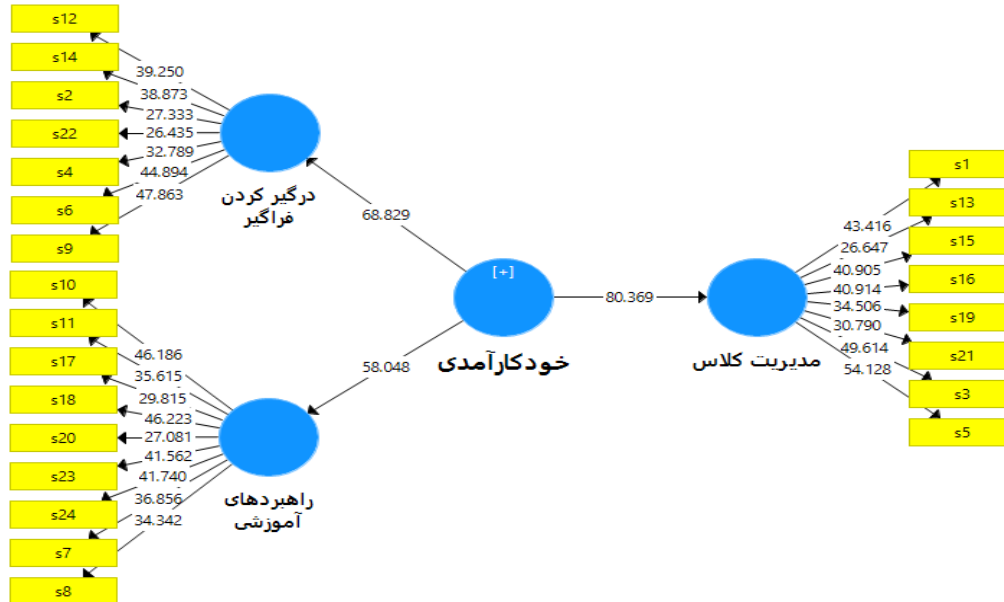 s12
s14
s2
s22
s4
s6
s9
39.250
38.873
27.333
26.435
32.789
44.894
47.863
درگیر کردن
فراگیر
68.829
s10
s11
s17
s18
s20
s23
s24
s7
s8
46.186
35.615
29.815
46.223
27.081
41.562
41.740
36.856
34.342
راهبردهای
آموزشی
58.048
[+]
خودکارآمدی
80.369
مدیریت کلاس
43.416
26.647
40.905
40.914
34.506
30.790
49.614
54.128
s1
s13
s15
s16
s19
s21
s3
s5